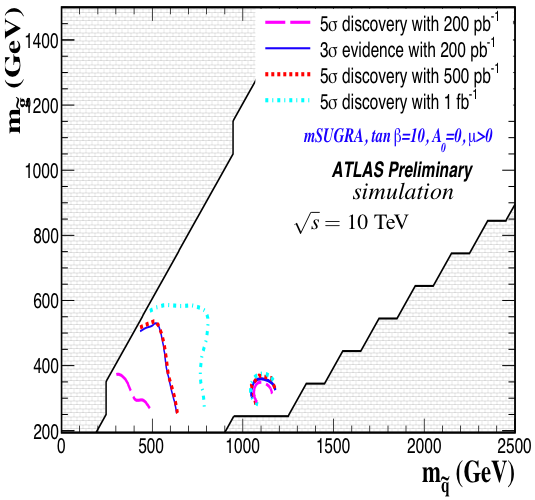 5σ discovery with 200 pb⁻¹
3σ evidence with 200 pb⁻¹
5σ discovery with 500 pb⁻¹
5σ discovery with 1 fb⁻¹
mSUGRA, tan β=10, A₀=0, μ>0
ATLAS Preliminary
simulation
√s = 10 TeV
m_g̃ (GeV)
1400
1200
1000
800
600
400
200
0 500 1000 1500 2000 2500
m_q̃ (GeV)